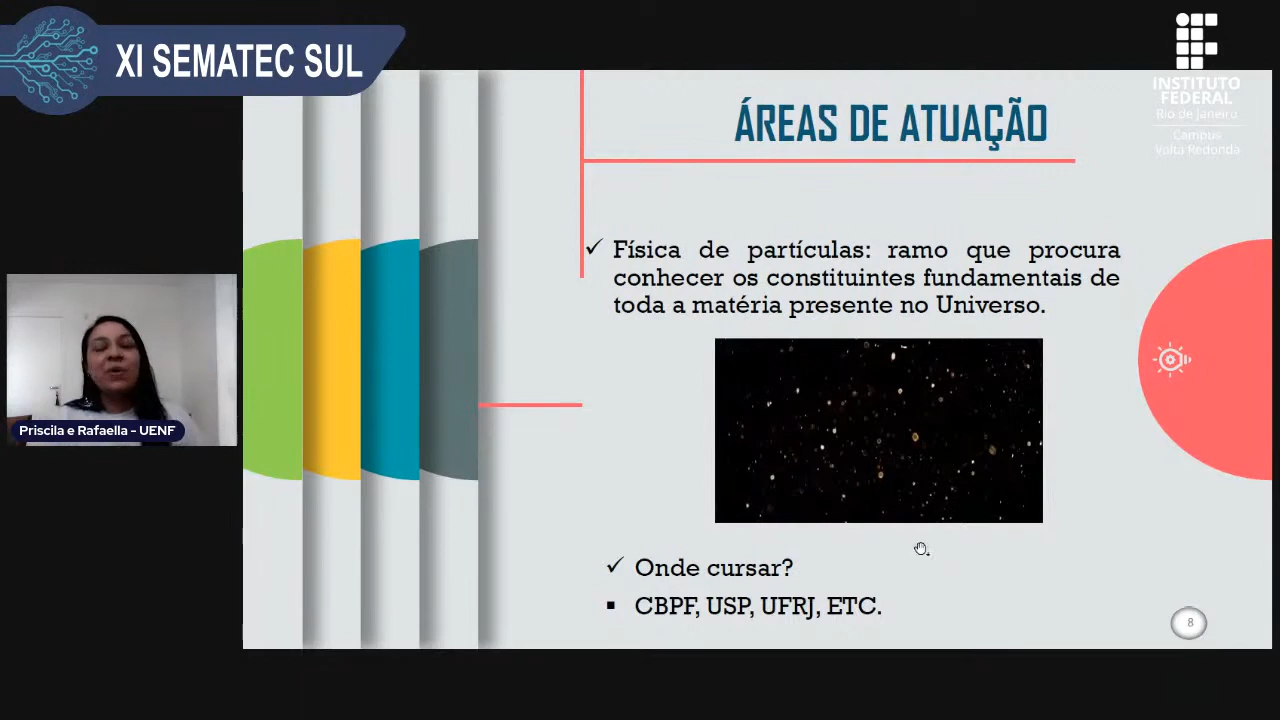 XI SEMATEC SUL
INSTITUTO
FEDERAL
Rio de Janeiro
Campus
Volta Redonda
ÁREAS DE ATUAÇÃO
✓ Física de partículas: ramo que procura
conhecer os constituintes fundamentais de
toda a matéria presente no Universo.
Priscila e Rafaella - UENF
✓ Onde cursar?
▪ CBPF, USP, UFRJ, ETC.
8